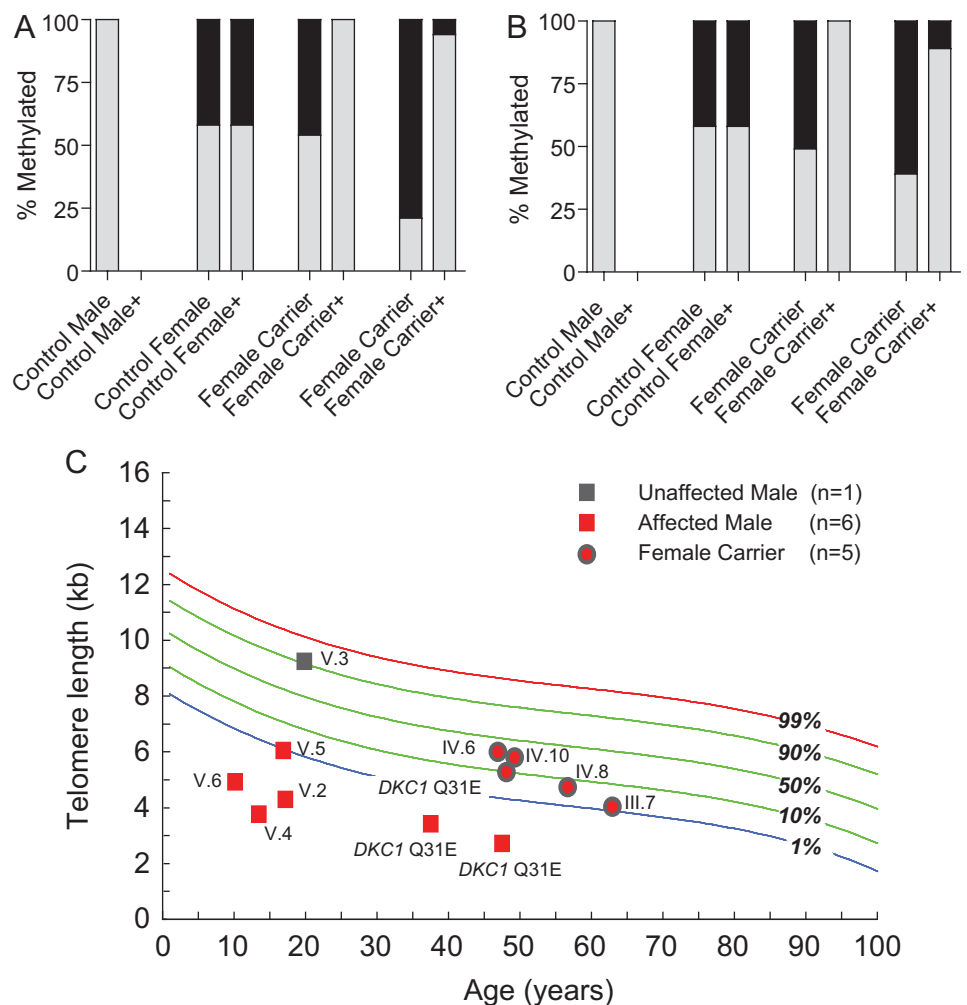 A
% Methylated
100
75
50
25
0
Control Male
Control Male+
Control Female
Control Female+
Female Carrier
Female Carrier+
Female Carrier
Female Carrier+
B
% Methylated
100
75
50
25
0
Control Male
Control Male+
Control Female
Control Female+
Female Carrier
Female Carrier+
Female Carrier
Female Carrier+
C
Telomere length (kb)
16
14
12
10
8
6
4
2
0
Unaffected Male (n=1)
Affected Male (n=6)
Female Carrier (n=5)
V.3
V.5
V.6
V.2
V.4
IV.6
IV.10
DKC1 Q31E
IV.8
III.7
DKC1 Q31E
DKC1 Q31E
99%
90%
50%
10%
1%
0 10 20 30 40 50 60 70 80 90 100
Age (years)